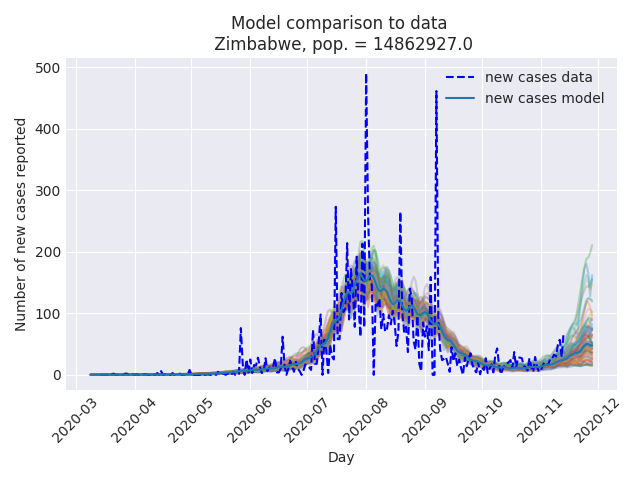 Model comparison to data
Zimbabwe, pop. = 14862927.0
new cases data
new cases model
Number of new cases reported
500
400
300
200
100
0
2020-03
2020-04
2020-05
2020-06
2020-07
2020-08
2020-09
2020-10
2020-11
2020-12
Day